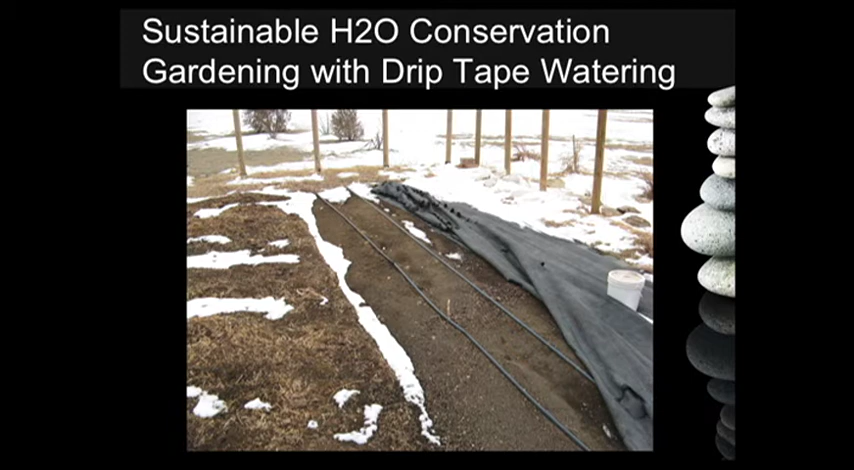 Sustainable H2O Conservation
Gardening with Drip Tape Watering